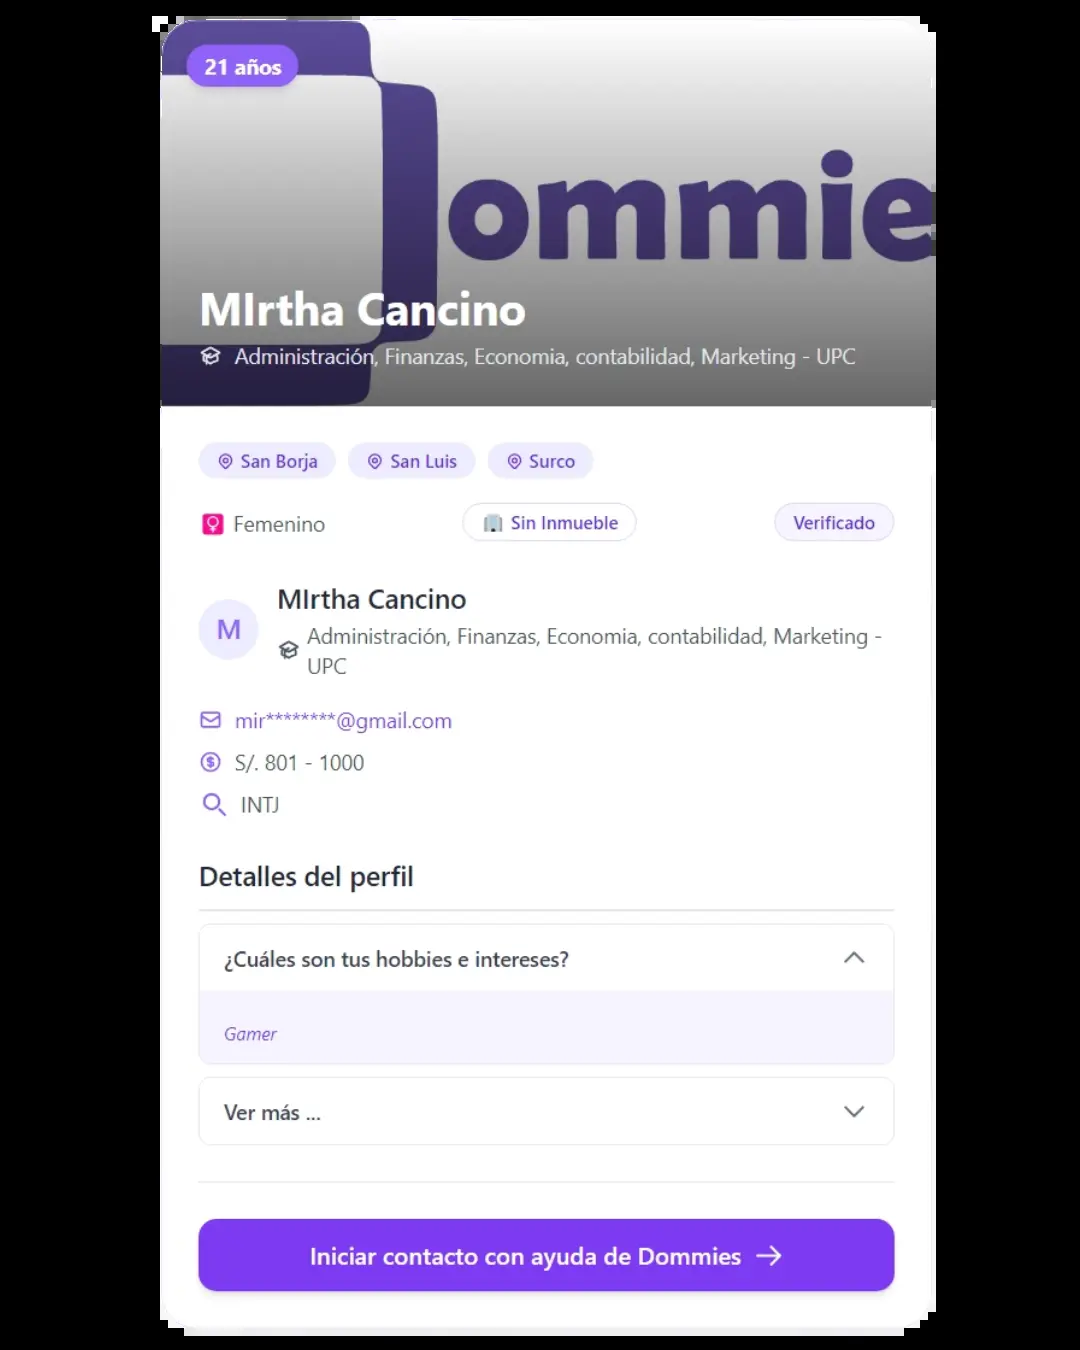 21 años
ommie
MIrtha Cancino
Administración, Finanzas, Economia, contabilidad, Marketing - UPC
San Borja
San Luis
Surco
Femenino
Sin Inmueble
Verificado
M
MIrtha Cancino
Administración, Finanzas, Economia, contabilidad, Marketing -
UPC
mir********@gmail.com
S/. 801 - 1000
INTJ
Detalles del perfil
¿Cuáles son tus hobbies e intereses?
Gamer
Ver más ...
Iniciar contacto con ayuda de Dommies →